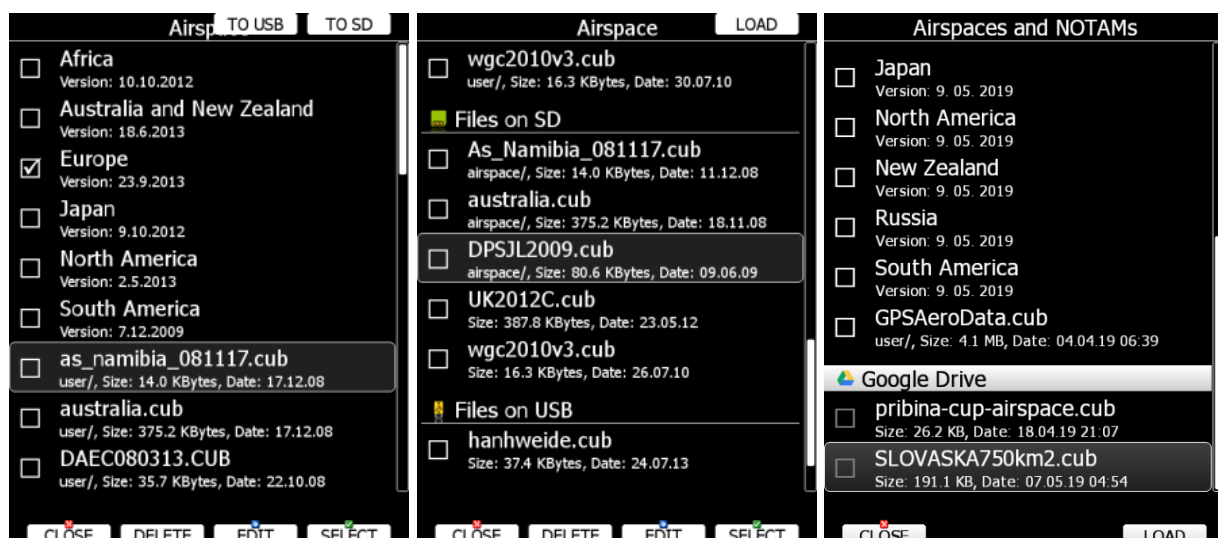 Airspace
TO USB
TO SD
Africa
Version: 10.10.2012
Australia and New Zealand
Version: 18.6.2013
Europe
Version: 23.9.2013
Japan
Version: 9.10.2012
North America
Version: 2.5.2013
South America
Version: 7.12.2009
as_namibia_081117.cub
user/, Size: 14.0 KBytes, Date: 17.12.08
australia.cub
user/, Size: 375.2 KBytes, Date: 17.12.08
DAEC080313.CUB
user/, Size: 35.7 KBytes, Date: 22.10.08
CLOSE
DELETE
EDIT
SELECT
Airspace
LOAD
wgc2010v3.cub
user/, Size: 16.3 KBytes, Date: 30.07.10
Files on SD
As_Namibia_081117.cub
airspace/, Size: 14.0 KBytes, Date: 11.12.08
australia.cub
airspace/, Size: 375.2 KBytes, Date: 18.11.08
DPSJL2009.cub
airspace/, Size: 80.6 KBytes, Date: 09.06.09
UK2012C.cub
Size: 387.8 KBytes, Date: 23.05.12
wgc2010v3.cub
Size: 16.3 KBytes, Date: 26.07.10
Files on USB
hanhweide.cub
Size: 37.4 KBytes, Date: 24.07.13
CLOSE
DELETE
EDIT
SELECT
Airspaces and NOTAMs
Japan
Version: 9. 05. 2019
North America
Version: 9. 05. 2019
New Zealand
Version: 9. 05. 2019
Russia
Version: 9. 05. 2019
South America
Version: 9. 05. 2019
GPSAeroData.cub
user/, Size: 4.1 MB, Date: 04.04.19 06:39
Google Drive
pribina-cup-airspace.cub
Size: 26.2 KB, Date: 18.04.19 21:07
SLOVASKA750km2.cub
Size: 191.1 KB, Date: 07.05.19 04:54
CLOSE
LOAD